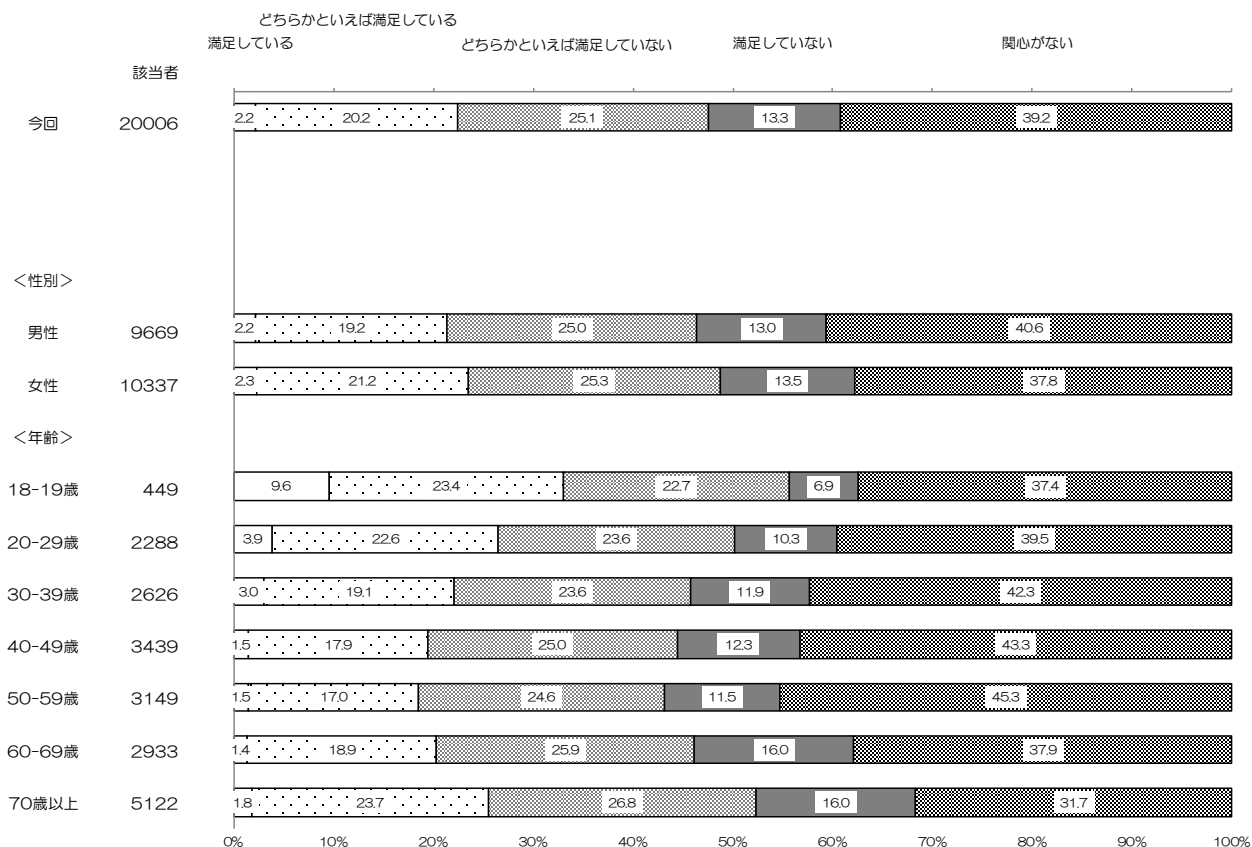 どちらかといえば満足している
満足している どちらかといえば満足していない 満足していない 関心がない
該当者
今回 20006 2.2 20.2 25.1 13.3 39.2
＜性別＞
男性 9669 2.2 19.2 25.0 13.0 40.6
女性 10337 2.3 21.2 25.3 13.5 37.8
＜年齢＞
18-19歳 449 9.6 23.4 22.7 6.9 37.4
20-29歳 2288 3.9 22.6 23.6 10.3 39.5
30-39歳 2626 3.0 19.1 23.6 11.9 42.3
40-49歳 3439 1.5 17.9 25.0 12.3 43.3
50-59歳 3149 1.5 17.0 24.6 11.5 45.3
60-69歳 2933 1.4 18.9 25.9 16.0 37.9
70歳以上 5122 1.8 23.7 26.8 16.0 31.7
0% 10% 20% 30% 40% 50% 60% 70% 80% 90% 100%